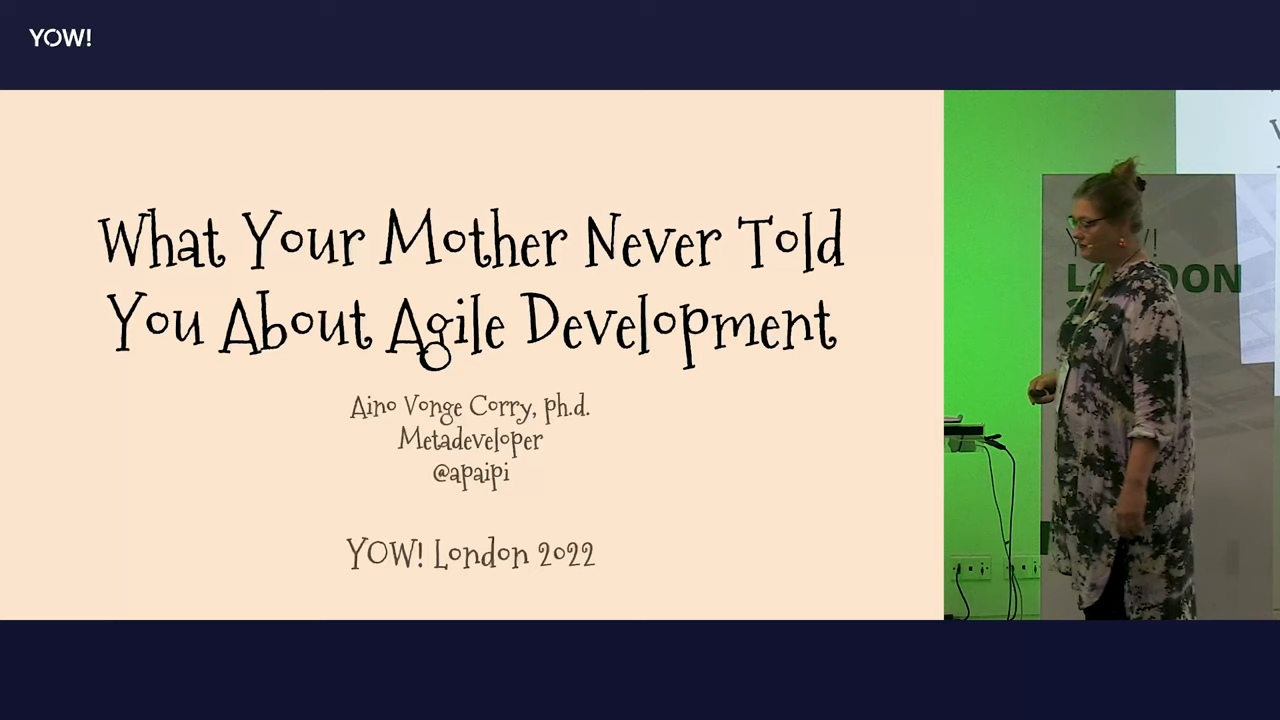 YOW!
What Your Mother Never Told
You About Agile Development
Aino Vonge Corry, ph.d.
Metadeveloper
@apaipi
YOW! London 2022